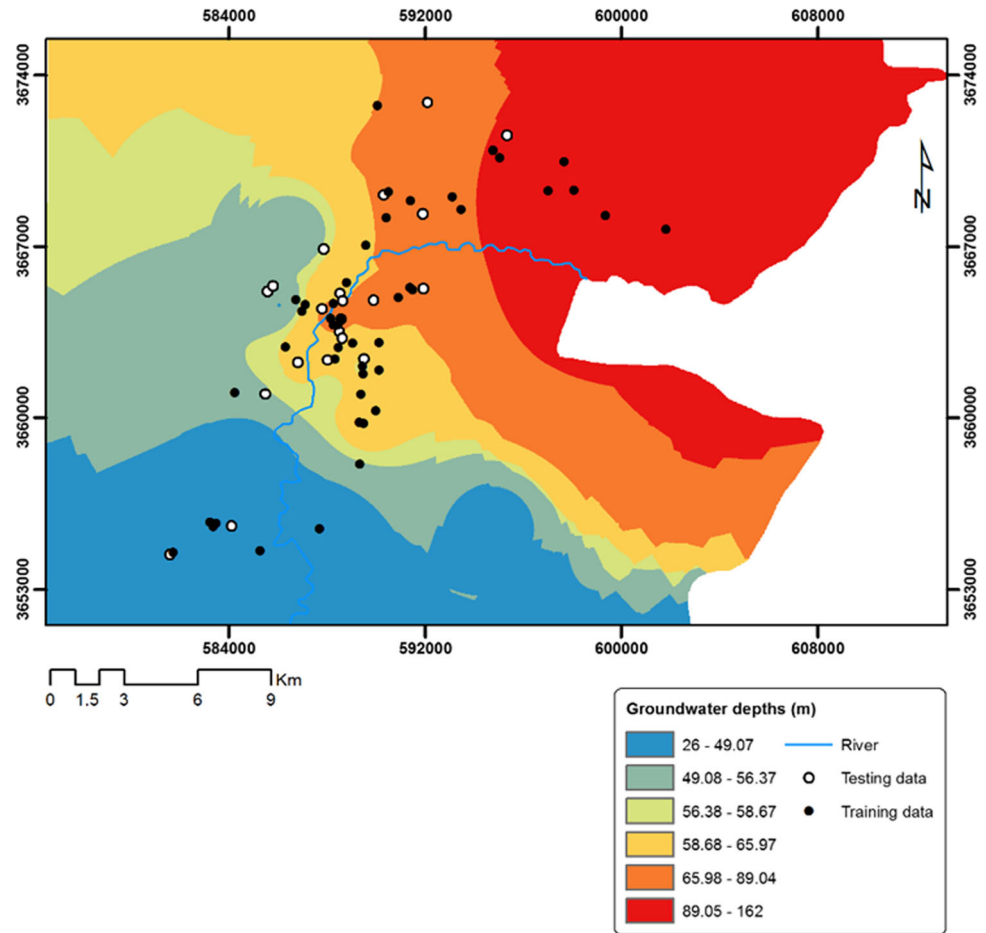 584000 592000 600000 608000
3674000 3674000
3667000 3667000
N
3660000 3660000
3653000 3653000
584000 592000 600000 608000
Km
0 1.5 3 6 9
Groundwater depths (m)
26 - 49.07 River
49.08 - 56.37 Testing data
56.38 - 58.67 Training data
58.68 - 65.97
65.98 - 89.04
89.05 - 162